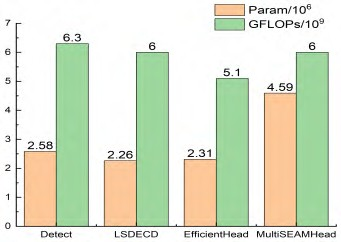 Param/10⁶
GFLOPs/10⁹
7
6
5
4
3
2
1
0
2.58
6.3
2.26
6
2.31
5.1
4.59
6
Detect
LSDECD
EfficientHead
MultiSEAMHead